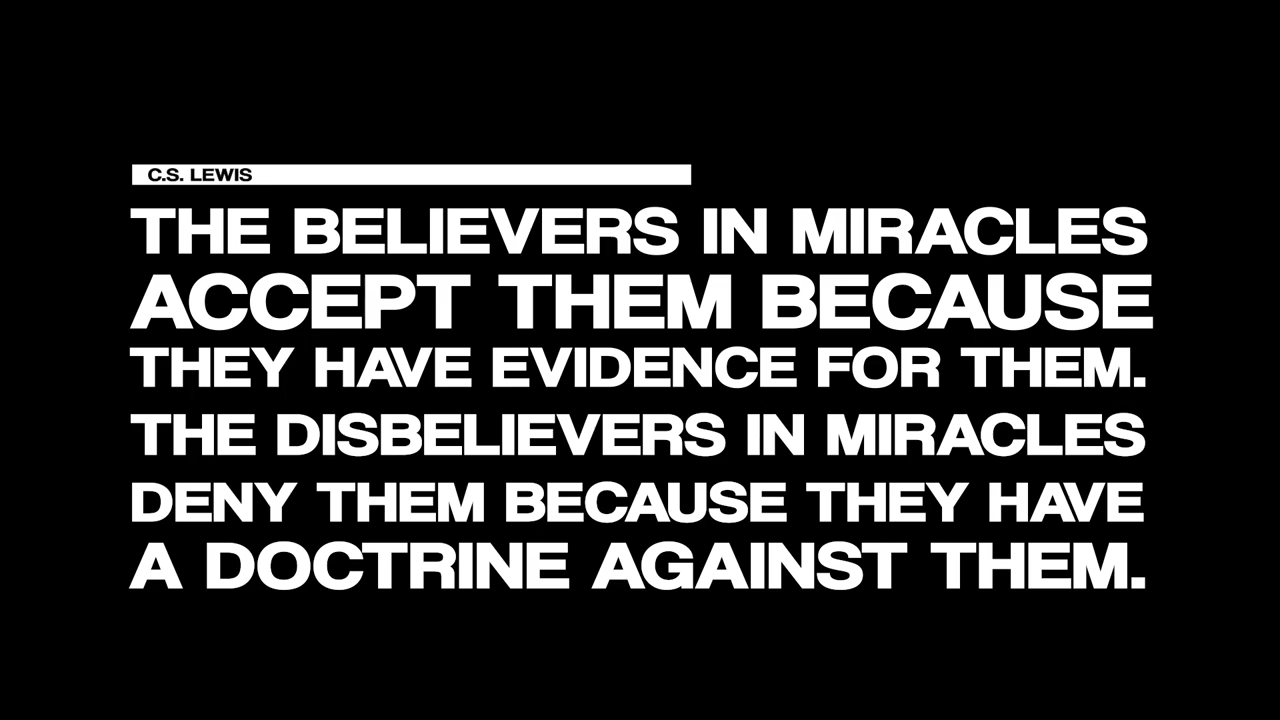 C.S. LEWIS
THE BELIEVERS IN MIRACLES
ACCEPT THEM BECAUSE
THEY HAVE EVIDENCE FOR THEM.
THE DISBELIEVERS IN MIRACLES
DENY THEM BECAUSE THEY HAVE
A DOCTRINE AGAINST THEM.